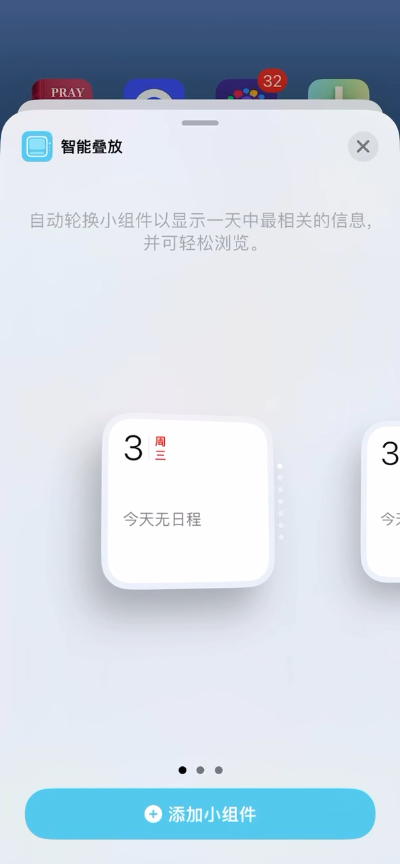 PRAY
32
智能叠放
自动轮换小组件以显示一天中最相关的信息,
并可轻松浏览。
3 周三
今天无日程
3
今天
添加小组件